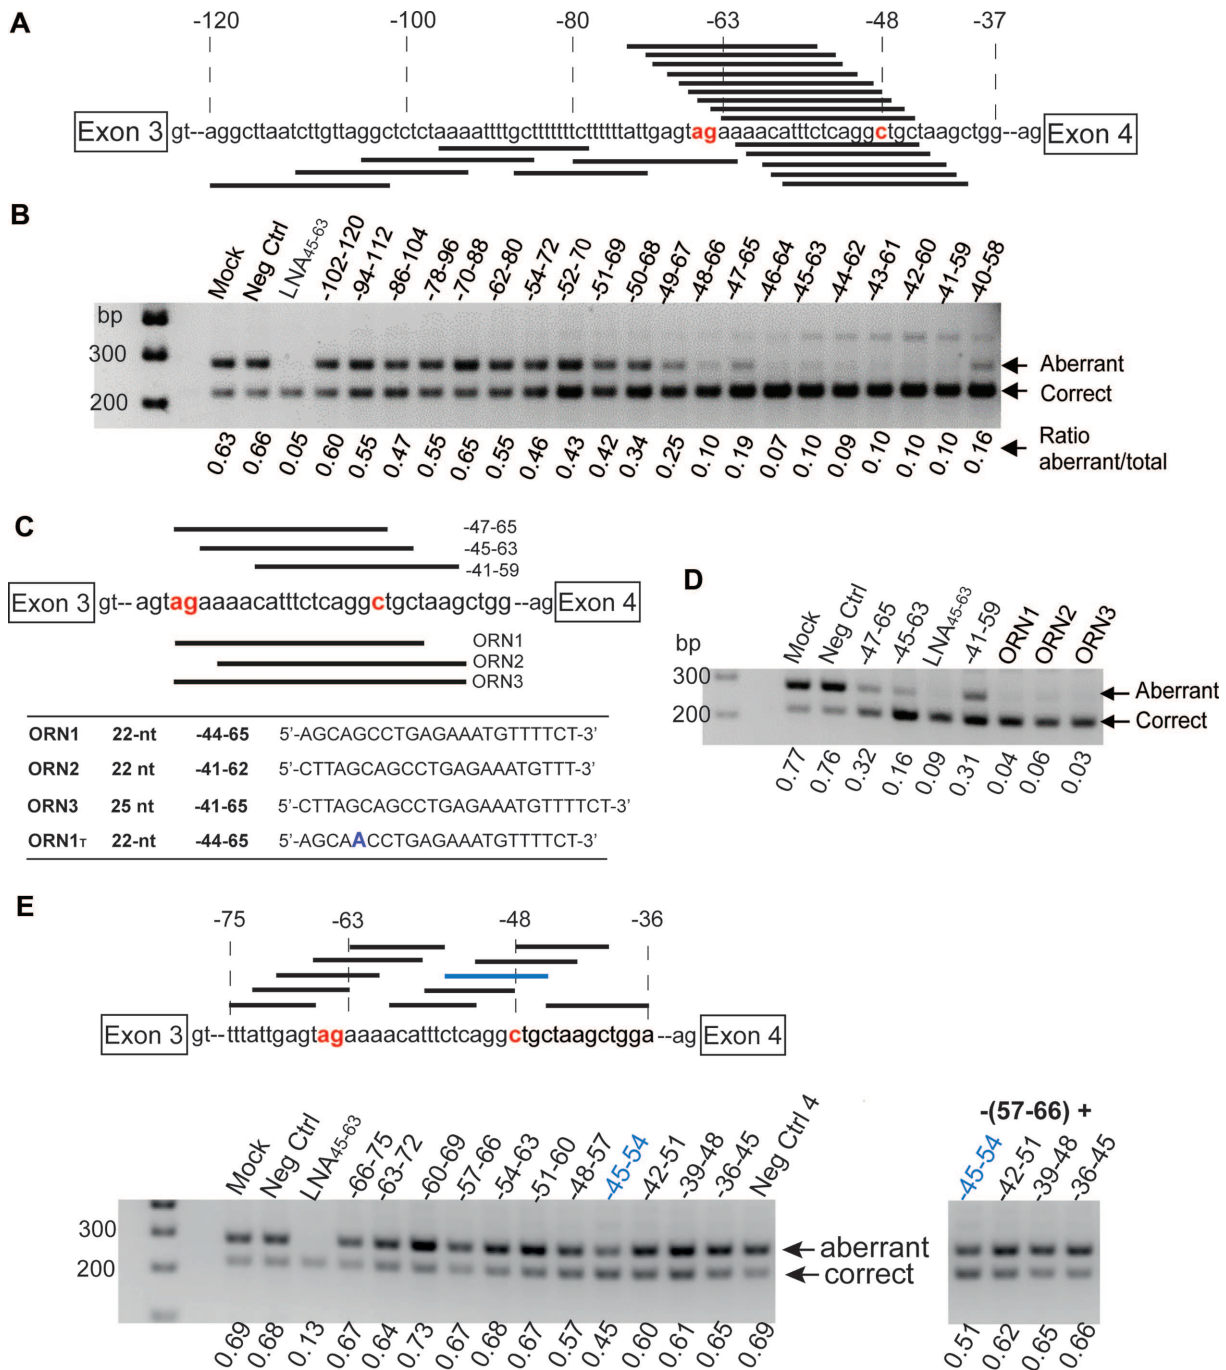 A
-120 -100 -80 -63 -48 -37
Exon 3 gt--aggcttaatcttgttaggctctctaaaattttgctttttttcttttttattgagtagaaaacatttctcaggctgctaagctgg--ag Exon 4
B
Mock Neg Ctrl LNA45-63 -102-120 -94-112 -86-104 -78-96 -70-88 -62-80 -54-72 -52-70 -51-69 -50-68 -49-67 -48-66 -47-65 -46-64 -45-63 -44-62 -43-61 -42-60 -41-59 -40-58
bp
300
200
Aberrant
Correct
0.63 0.66 0.05 0.60 0.55 0.47 0.55 0.65 0.55 0.46 0.43 0.42 0.34 0.25 0.10 0.19 0.07 0.10 0.09 0.10 0.10 0.10 0.16
Ratio
aberrant/total
C
-47-65
-45-63
-41-59
Exon 3 gt-- agtagaaaacatttctcaggctgctaagctgg --ag Exon 4
ORN1
ORN2
ORN3
ORN1 22-nt -44-65 5'-AGCAGCCTGAGAAATGTTTTCT-3'
ORN2 22 nt -41-62 5'-CTTAGCAGCCTGAGAAATGTTT-3'
ORN3 25 nt -41-65 5'-CTTAGCAGCCTGAGAAATGTTTTCT-3'
ORN1T 22-nt -44-65 5'-AGCAACCTGAGAAATGTTTTCT-3'
D
Mock Neg Ctrl -47-65 -45-63 LNA45-63 -41-59 ORN1 ORN2 ORN3
bp
300
200
Aberrant
Correct
0.77 0.76 0.32 0.16 0.09 0.31 0.04 0.06 0.03
E
-75 -63 -48 -36
Exon 3 gt--tttattgagtagaaaacatttctcaggctgctaagctgga--ag Exon 4
Mock Neg Ctrl LNA45-63 -66-75 -63-72 -60-69 -57-66 -54-63 -51-60 -48-57 -45-54 -42-51 -39-48 -36-45 Neg Ctrl 4
300
200
aberrant
correct
0.69 0.68 0.13 0.67 0.64 0.73 0.67 0.68 0.67 0.57 0.45 0.60 0.61 0.65 0.69
-(57-66) +
-45-54 -42-51 -39-48 -36-45
0.51 0.62 0.65 0.66